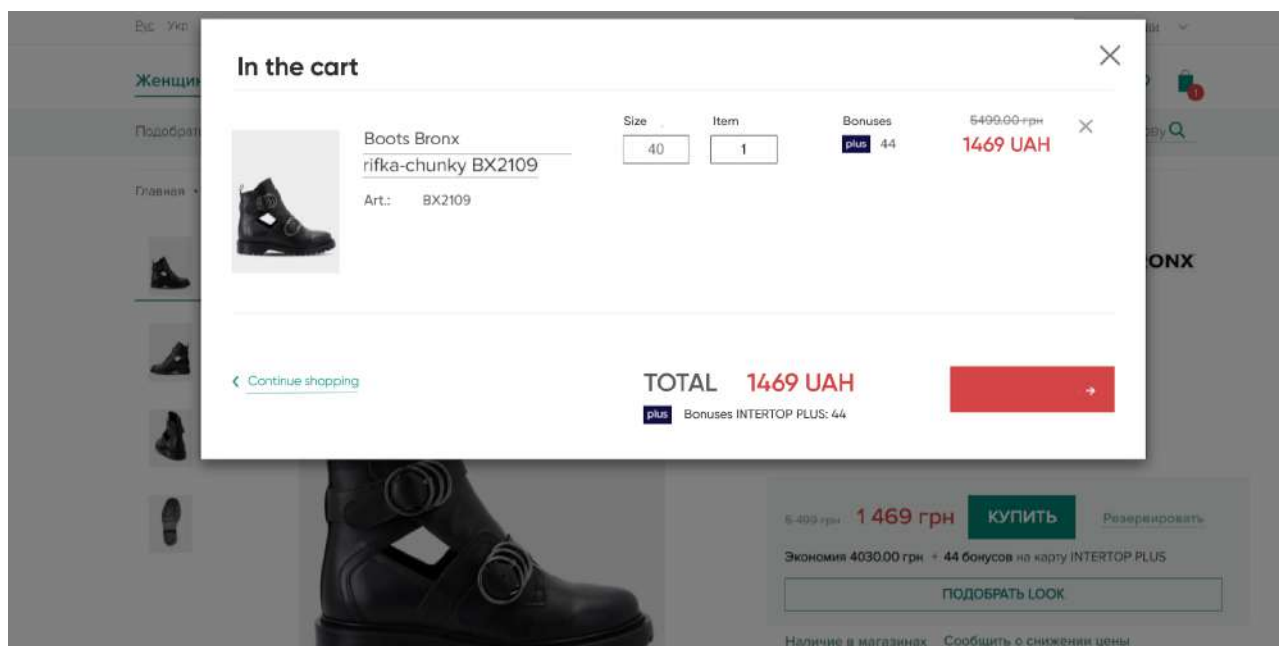 Рус Укр
Женщин
1
Подобрат
Главная
In the cart
Boots Bronx
rifka-chunky BX2109
Art.: BX2109
Size
40
Item
1
Bonuses
plus 44
5499.00 грн
1469 UAH
Continue shopping
TOTAL 1469 UAH
plus Bonuses INTERTOP PLUS: 44
ONX
5 499 грн 1 469 грн КУПИТЬ Резервировать
Экономия 4030.00 грн + 44 бонусов на карту INTERTOP PLUS
ПОДОБРАТЬ LOOK
Наличие в магазинах Сообщить о снижении цены